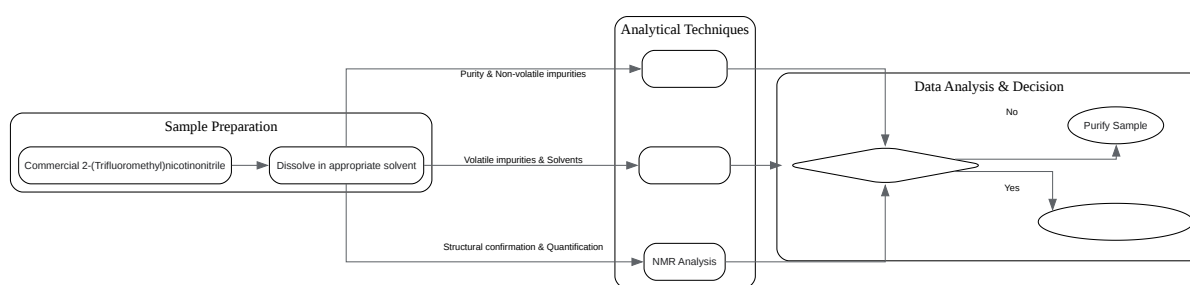 Analytical Techniques
Purity & Non-volatile impurities
Data Analysis & Decision
No
Purify Sample
Sample Preparation
Commercial 2-(Trifluoromethyl)nicotinonitrile
Dissolve in appropriate solvent
Volatile impurities & Solvents
Yes
Structural confirmation & Quantification
NMR Analysis